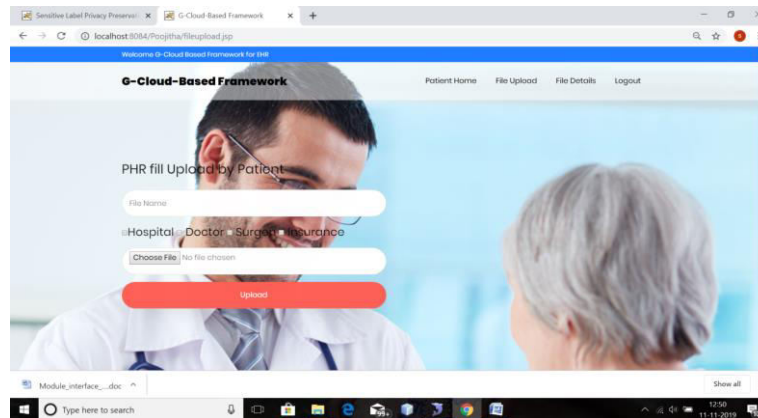 Sensitive Label Privacy Preserva
G-Cloud-Based Framework
localhost:8084/Poojitha/fileupload.jsp
Welcome G-Cloud Based Framework for EHR
G-Cloud-Based Framework
Patient Home File Upload File Details Logout
PHR fill Upload by Patient
File Name
Hospital Doctor Insurance
Choose File No file chosen
Upload
Module_interface_....doc
Show all
Type here to search
99+
12:50
11-11-2019